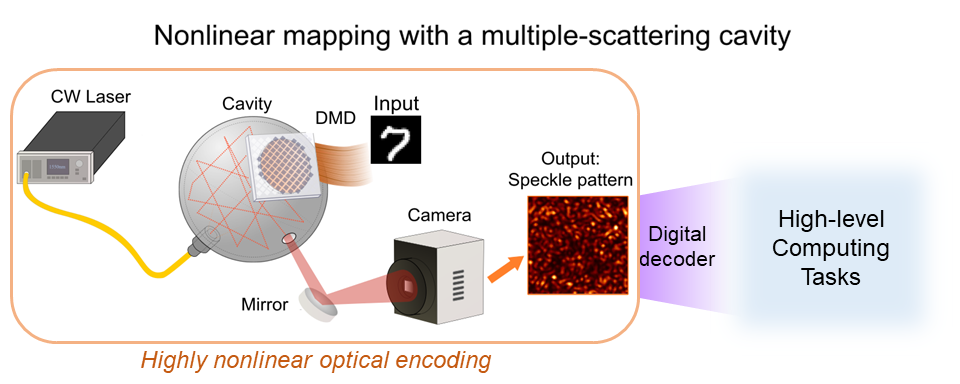 Nonlinear mapping with a multiple-scattering cavity
CW Laser
Cavity
DMD
Input
7
Output:
Speckle pattern
Camera
Mirror
Digital
decoder
High-level
Computing
Tasks
Highly nonlinear optical encoding